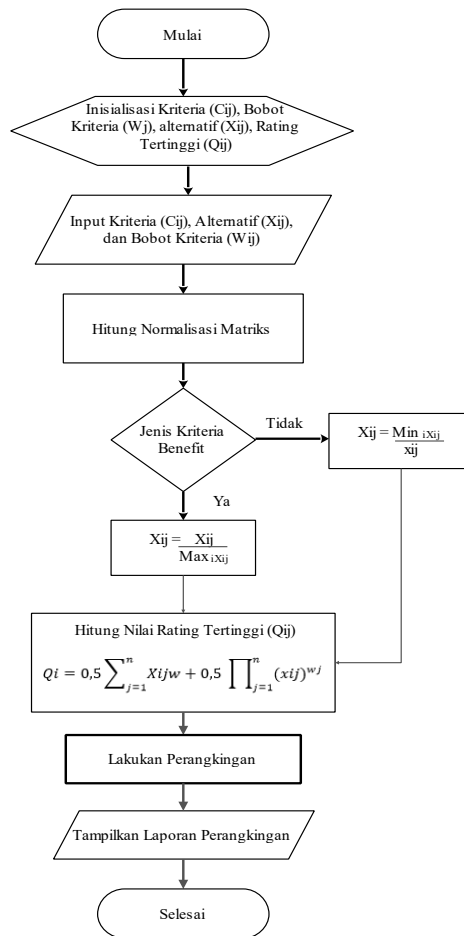 Mulai
Inisialisasi Kriteria (Cij), Bobot
Kriteria (Wj), alternatif (Xij), Rating
Tertinggi (Qij)
Input Kriteria (Cij), Alternatif (Xij),
dan Bobot Kriteria (Wij)
Hitung Normalisasi Matriks
Jenis Kriteria
Benefit
Tidak
Xij = Min iXij / xij
Ya
Xij = Xij / Max iXij
Hitung Nilai Rating Tertinggi (Qij)
Qi = 0,5 ∑_{j=1}^{n} Xijw + 0,5 ∏_{j=1}^{n} (xij)^{wj}
Lakukan Perangkingan
Tampilkan Laporan Perangkingan
Selesai